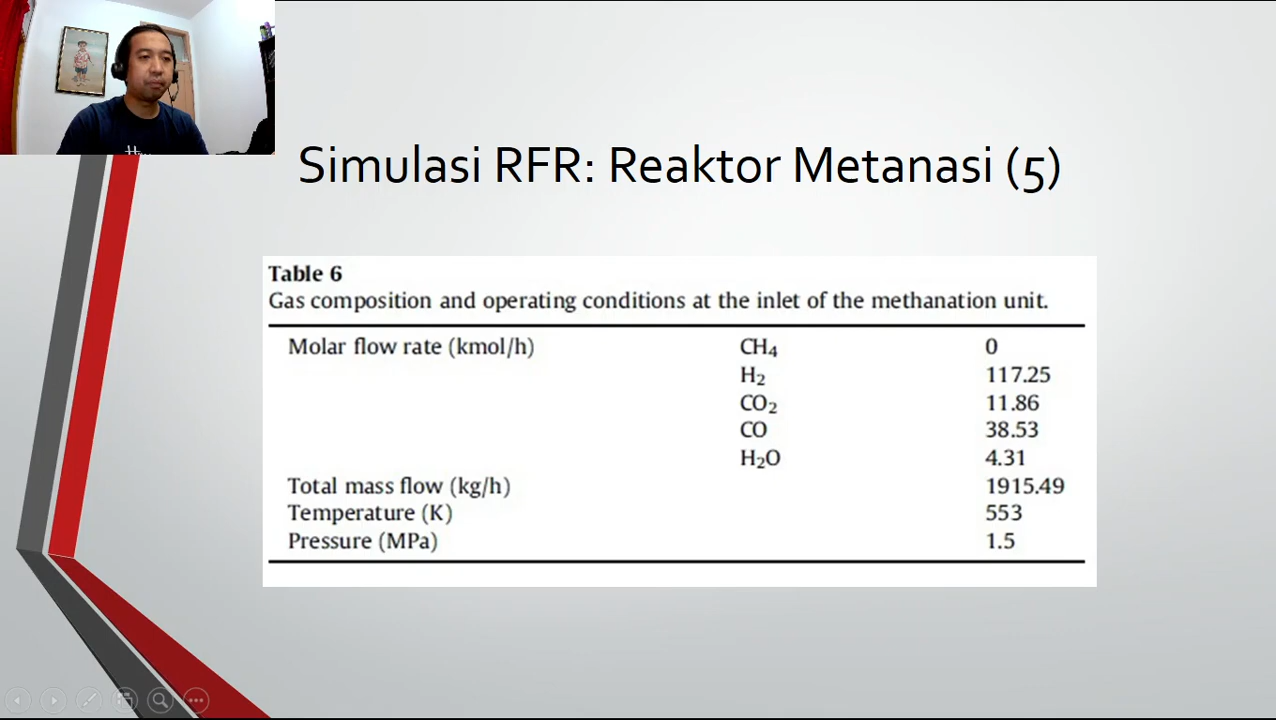 Simulasi RFR: Reaktor Metanasi (5)
Table 6
Gas composition and operating conditions at the inlet of the methanation unit.
Molar flow rate (kmol/h) CH₄ 0
H₂ 117.25
CO₂ 11.86
CO 38.53
H₂O 4.31
Total mass flow (kg/h) 1915.49
Temperature (K) 553
Pressure (MPa) 1.5